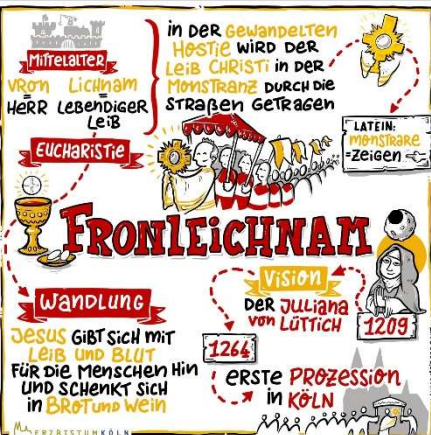 MITTELALTER
VRON LICHNAM
=
HERR LEBENDIGER
LEIB
IN DER GEWANDELTEN
HOSTIE WIRD DER
LEIB CHRISTI IN DER
MONSTRANZ DURCH DIE
STRAßEN GETRAGEN
LATEIN:
MONSTRARE
=ZEIGEN
EUCHARISTIE
FRONLEICHNAM
WANDLUNG
JESUS GIBT SICH MIT
LEIB UND BLUT
FÜR DIE MENSCHEN HIN
UND SCHENKT SICH
IN BROT UND WEIN
VISION
DER JULIANA
VON LÜTTICH
1209
1264
ERSTE PROZESSION
IN KÖLN
ERZBISTUM KÖLN